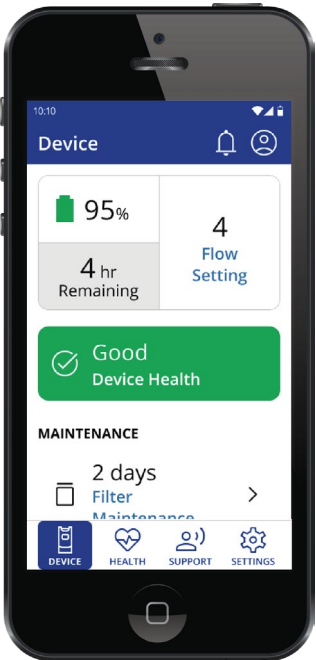 10:10
Device
95%
4
Flow
Setting
4 hr
Remaining
Good
Device Health
MAINTENANCE
2 days
Filter
Maintenance
DEVICE
HEALTH
SUPPORT
SETTINGS